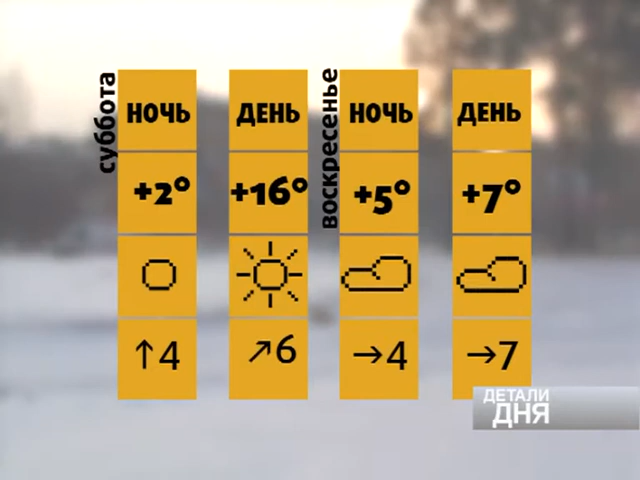 суббота
НОЧЬ
ДЕНЬ
воскресенье
НОЧЬ
ДЕНЬ
+2°
+16°
+5°
+7°
↑4
↗6
→4
→7
ДЕТАЛИ
ДНЯ